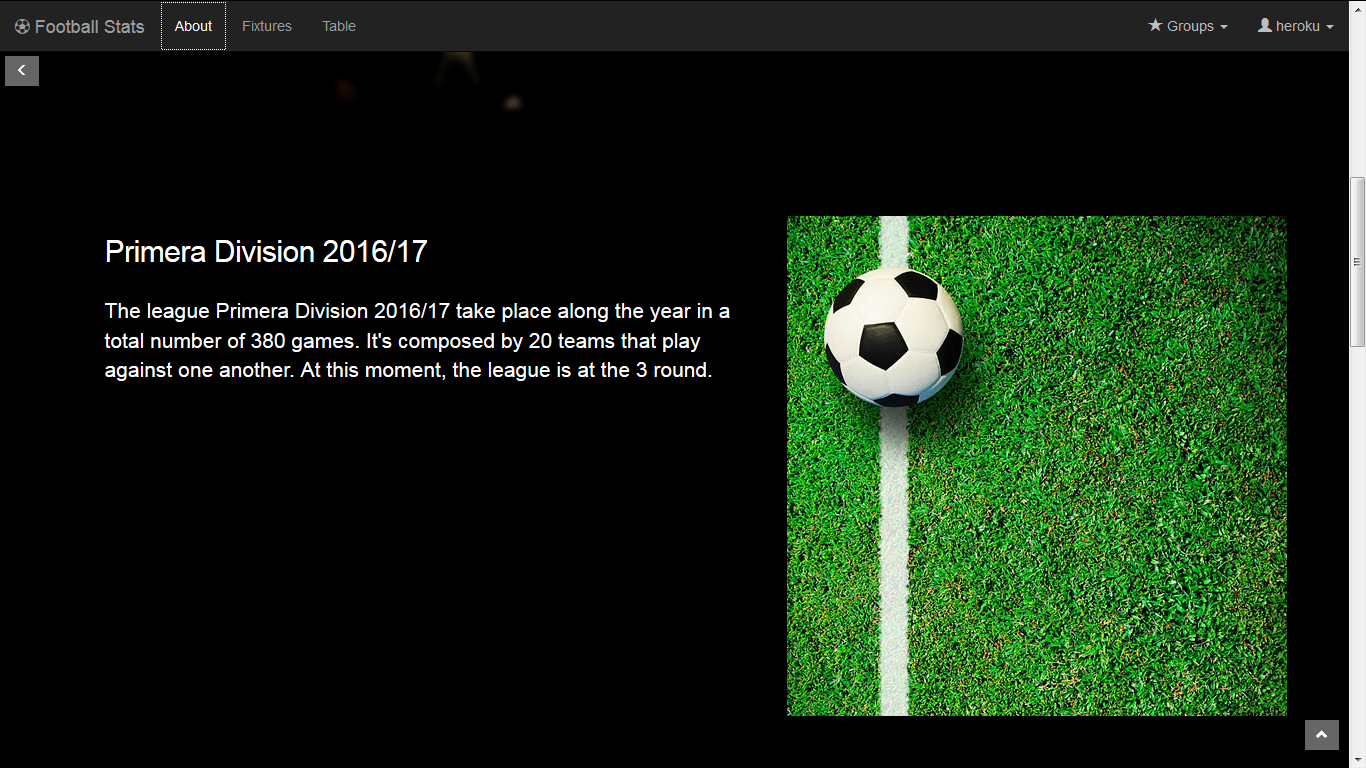 Football Stats About Fixtures Table Groups heroku
Primera Division 2016/17
The league Primera Division 2016/17 take place along the year in a
total number of 380 games. It's composed by 20 teams that play
against one another. At this moment, the league is at the 3 round.